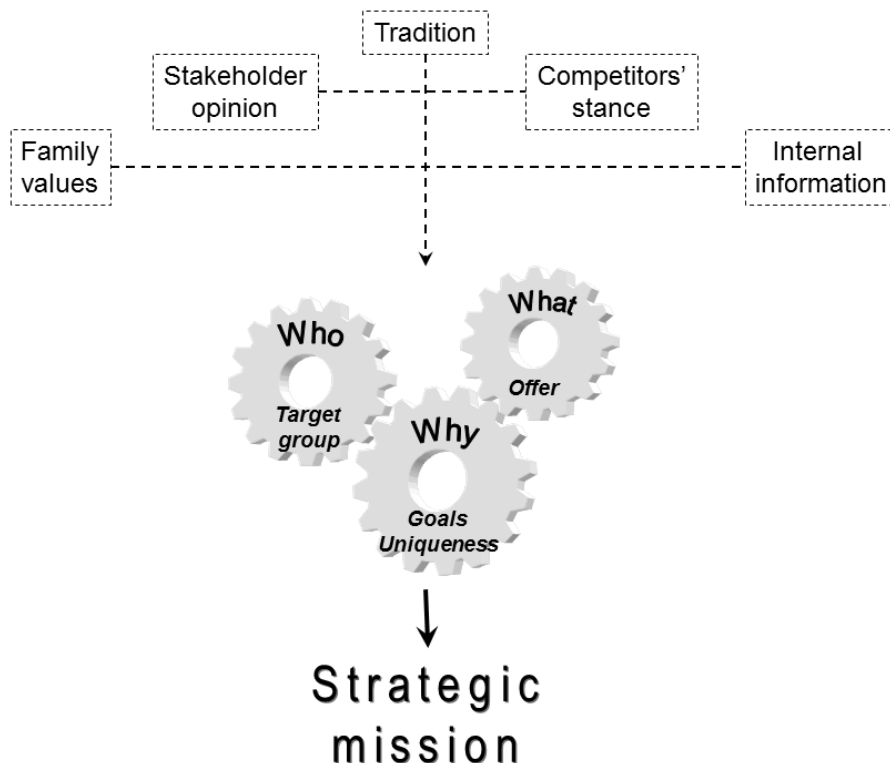 Tradition
Stakeholder
opinion
Competitors'
stance
Family
values
Internal
information
Who
Target
group
What
Offer
Why
Goals
Uniqueness
Strategic
mission